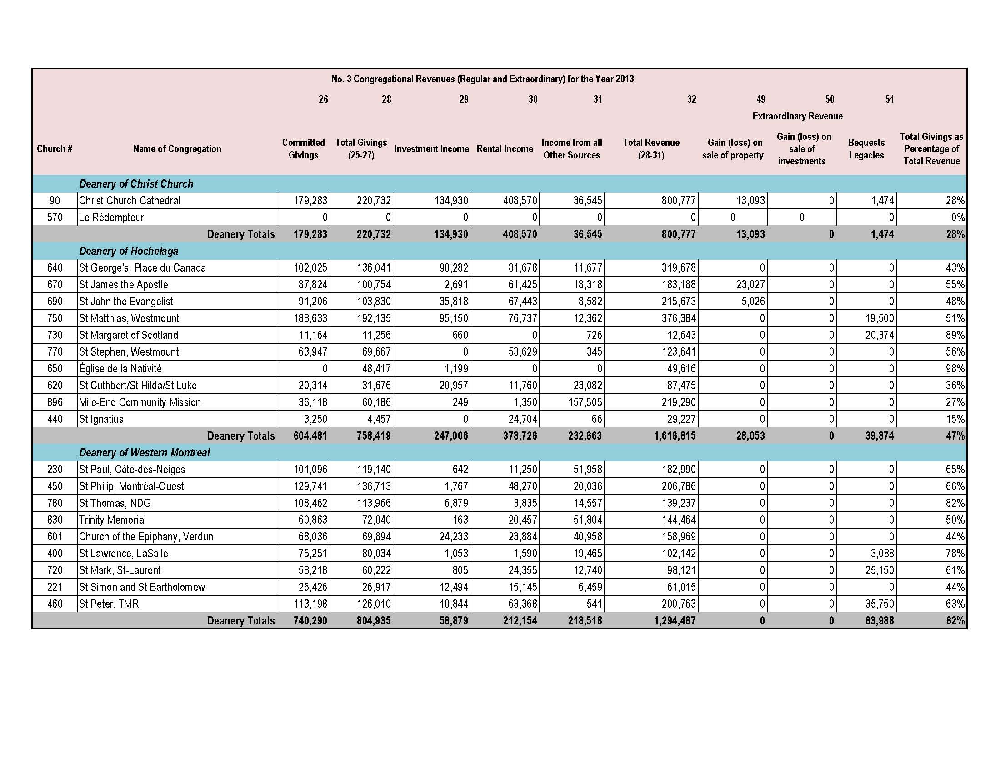 No. 3 Congregational Revenues (Regular and Extraordinary) for the Year 2013
26 28 29 30 31 32 49 50 51
Extraordinary Revenue
Church # Name of Congregation Committed Givings Total Givings (25-27) Investment Income Rental Income Income from all Other Sources Total Revenue (28-31) Gain (loss) on sale of property Gain (loss) on sale of investments Bequests Legacies Total Givings as Percentage of Total Revenue
Deanery of Christ Church
90 Christ Church Cathedral 179,283 220,732 134,930 408,570 36,545 800,777 13,093 0 1,474 28%
570 Le Rédempteur 0 0 0 0 0 0 0 0 0 0%
Deanery Totals 179,283 220,732 134,930 408,570 36,545 800,777 13,093 0 1,474 28%
Deanery of Hochelaga
640 St George's, Place du Canada 102,025 136,041 90,282 81,678 11,677 319,678 0 0 0 43%
670 St James the Apostle 87,824 100,754 2,691 61,425 18,318 183,188 23,027 0 0 55%
690 St John the Evangelist 91,206 103,830 35,818 67,443 8,582 215,673 5,026 0 0 48%
750 St Matthias, Westmount 188,633 192,135 95,150 76,737 12,362 376,384 0 0 19,500 51%
730 St Margaret of Scotland 11,164 11,256 660 0 726 12,643 0 0 20,374 89%
770 St Stephen, Westmount 63,947 69,667 0 53,629 345 123,641 0 0 0 56%
650 Église de la Nativité 0 48,417 1,199 0 0 49,616 0 0 0 98%
620 St Cuthbert/St Hilda/St Luke 20,314 31,676 20,957 11,760 23,082 87,475 0 0 0 36%
896 Mile-End Community Mission 36,118 60,186 249 1,350 157,505 219,290 0 0 0 27%
440 St Ignatius 3,250 4,457 0 24,704 66 29,227 0 0 0 15%
Deanery Totals 604,481 758,419 247,006 378,726 232,663 1,616,815 28,053 0 39,874 47%
Deanery of Western Montreal
230 St Paul, Côte-des-Neiges 101,096 119,140 642 11,250 51,958 182,990 0 0 0 65%
450 St Philip, Montréal-Ouest 129,741 136,713 1,767 48,270 20,036 206,786 0 0 0 66%
780 St Thomas, NDG 108,462 113,966 6,879 3,835 14,557 139,237 0 0 0 82%
830 Trinity Memorial 60,863 72,040 163 20,457 51,804 144,464 0 0 0 50%
601 Church of the Epiphany, Verdun 68,036 69,894 24,233 23,884 40,958 158,969 0 0 0 44%
400 St Lawrence, LaSalle 75,251 80,034 1,053 1,590 19,465 102,142 0 0 3,088 78%
720 St Mark, St-Laurent 58,218 60,222 805 24,355 12,740 98,121 0 0 25,150 61%
221 St Simon and St Bartholomew 25,426 26,917 12,494 15,145 6,459 61,015 0 0 0 44%
460 St Peter, TMR 113,198 126,010 10,844 63,368 541 200,763 0 0 35,750 63%
Deanery Totals 740,290 804,935 58,879 212,154 218,518 1,294,487 0 0 63,988 62%